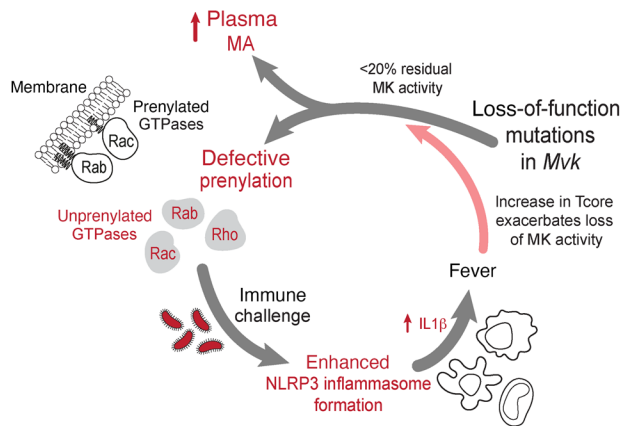 Plasma
MA
<20% residual
MK activity
Membrane
Prenylated
GTPases
Rac
Rab
Loss-of-function
mutations
in Mvk
Defective
prenylation
Increase in Tcore
exacerbates loss
of MK activity
Unprenylated
GTPases
Rab
Rho
Rac
Fever
Immune
challenge
IL1β
Enhanced
NLRP3 inflammasome
formation